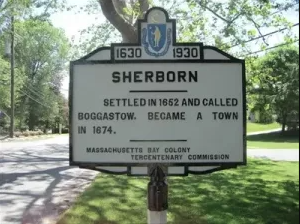 1630 1930
SHERBORN
SETTLED IN 1652 AND CALLED
BOGGASTOW. BECAME A TOWN
IN 1674.
MASSACHUSETTS BAY COLONY
TERCENTENARY COMMISSION